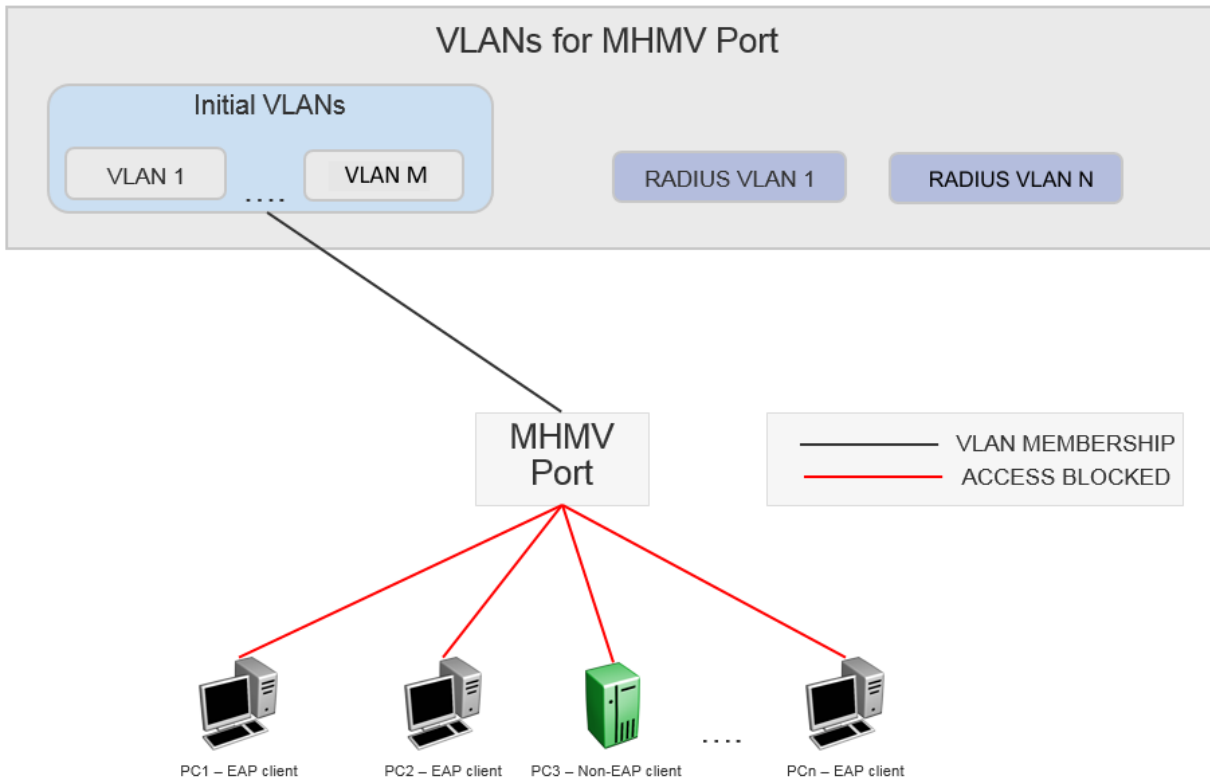 VLANs for MHMV Port
Initial VLANs
VLAN 1
....
VLAN M
RADIUS VLAN 1
RADIUS VLAN N
MHMV
Port
VLAN MEMBERSHIP
ACCESS BLOCKED
....
PC1 – EAP client
PC2 – EAP client
PC3 – Non-EAP client
PCn – EAP client